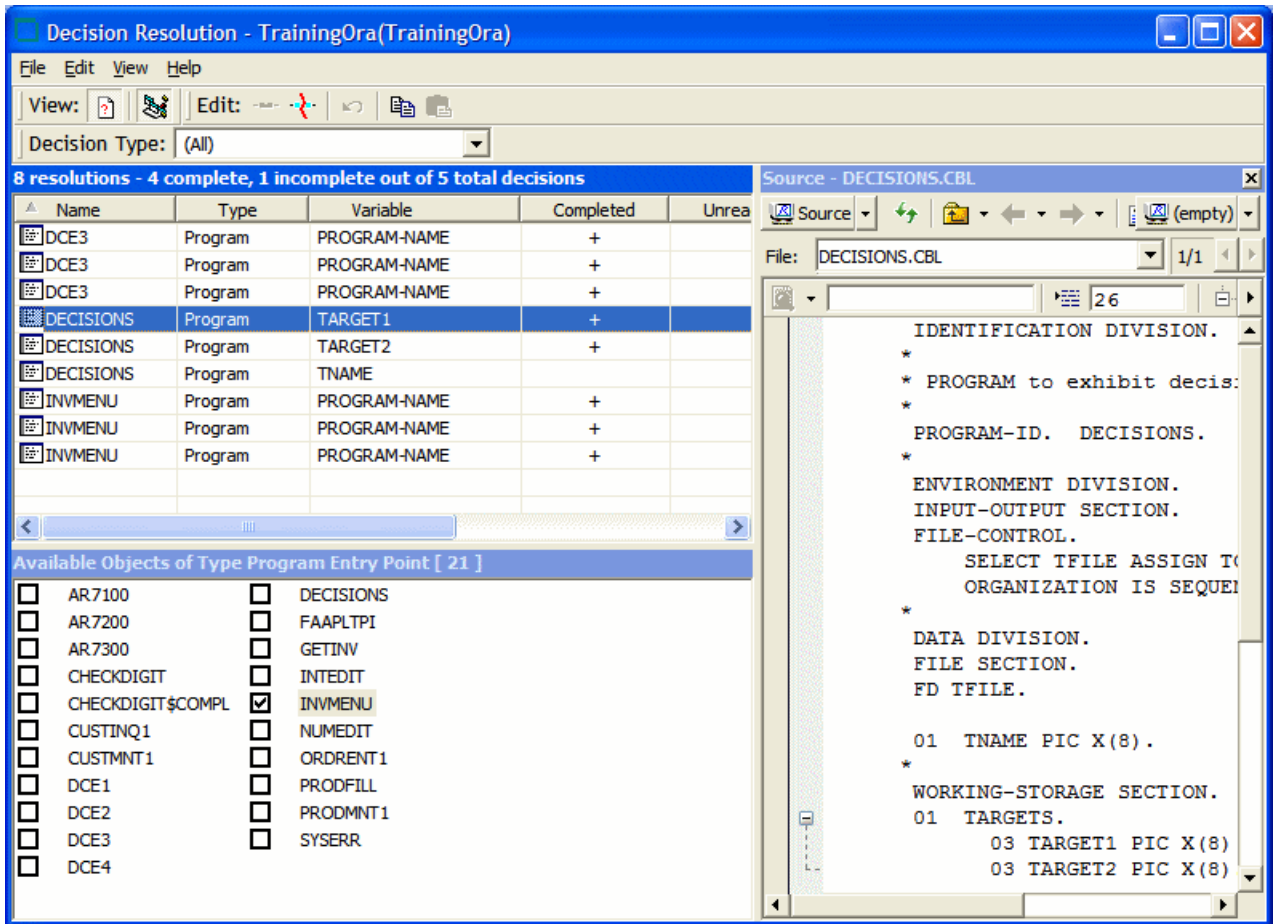 Decision Resolution - TrainingOra(TrainingOra)
File Edit View Help
View: Edit:
Decision Type: (All)
8 resolutions - 4 complete, 1 incomplete out of 5 total decisions
Name Type Variable Completed Unrea
DCE3 Program PROGRAM-NAME +
DCE3 Program PROGRAM-NAME +
DCE3 Program PROGRAM-NAME +
DECISIONS Program TARGET1 +
DECISIONS Program TARGET2 +
DECISIONS Program TNAME
INVMENU Program PROGRAM-NAME +
INVMENU Program PROGRAM-NAME +
INVMENU Program PROGRAM-NAME +
Available Objects of Type Program Entry Point [ 21 ]
AR7100 DECISIONS
AR7200 FAAPLTPI
AR7300 GETINV
CHECKDIGIT INTEDIT
CHECKDIGIT$COMPL INVMENU
CUSTINQ1 NUMEDIT
CUSTMNT1 ORDRENT1
DCE1 PRODFILL
DCE2 PRODMNT1
DCE3 SYSERR
DCE4
Source - DECISIONS.CBL
Source (empty)
File: DECISIONS.CBL 1/1
26
IDENTIFICATION DIVISION.
*
* PROGRAM to exhibit decis
*
PROGRAM-ID. DECISIONS.
*
ENVIRONMENT DIVISION.
INPUT-OUTPUT SECTION.
FILE-CONTROL.
SELECT TFILE ASSIGN TO
ORGANIZATION IS SEQUEN
*
DATA DIVISION.
FILE SECTION.
FD TFILE.
01 TNAME PIC X(8).
*
WORKING-STORAGE SECTION.
01 TARGETS.
03 TARGET1 PIC X(8)
03 TARGET2 PIC X(8)